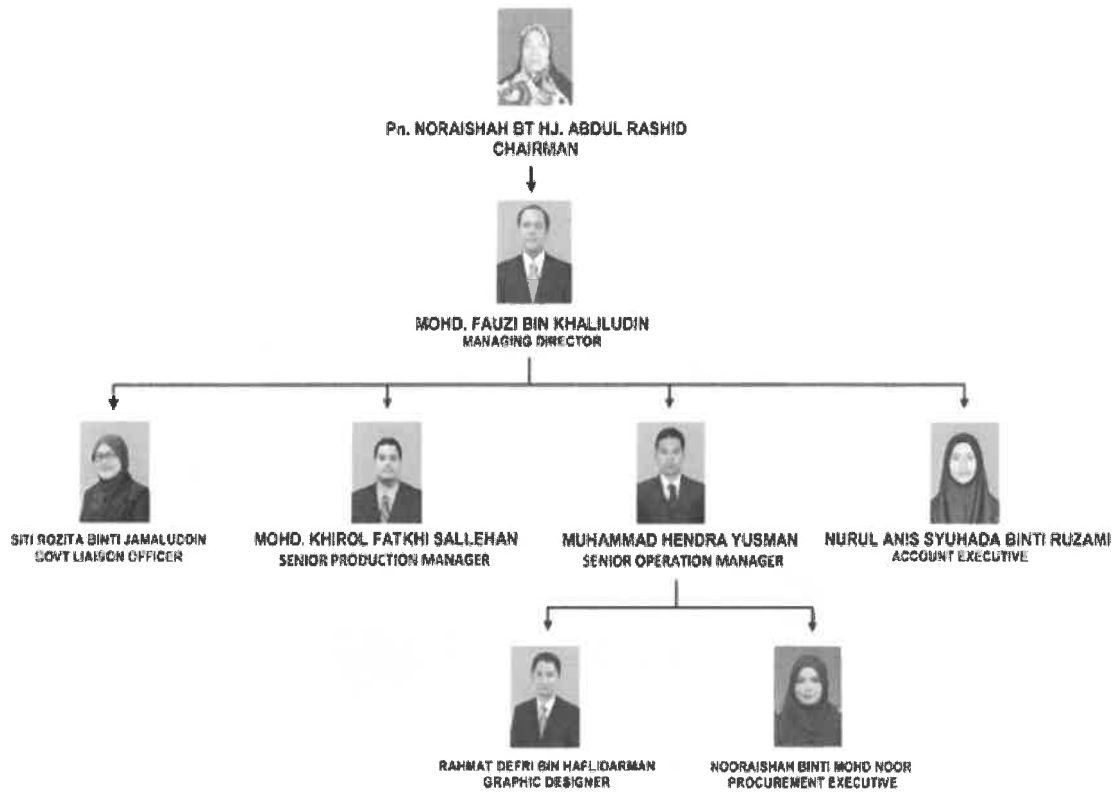 Pn. NORAISHAH BT HJ. ABDUL RASHID
CHAIRMAN
MOHD. FAUZI BIN KHALILUDIN
MANAGING DIRECTOR
SITI ROZITA BINTI JAMALUDDIN
GOVT LIAISON OFFICER
MOHD. KHIROL FATKHI SALLEHAN
SENIOR PRODUCTION MANAGER
MUHAMMAD HENDRA YUSMAN
SENIOR OPERATION MANAGER
NURUL ANIS SYUHADA BINTI RUZAMI
ACCOUNT EXECUTIVE
RAHMAT DEFRI BIN HAFLIDARMAN
GRAPHIC DESIGNER
NOORAISHAH BINTI MOHD NOOR
PROCUREMENT EXECUTIVE